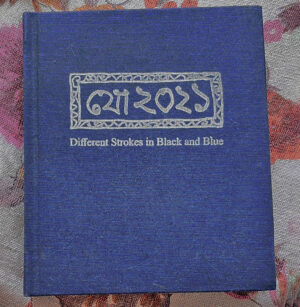 ২০২১
Different Strokes in Black and Blue